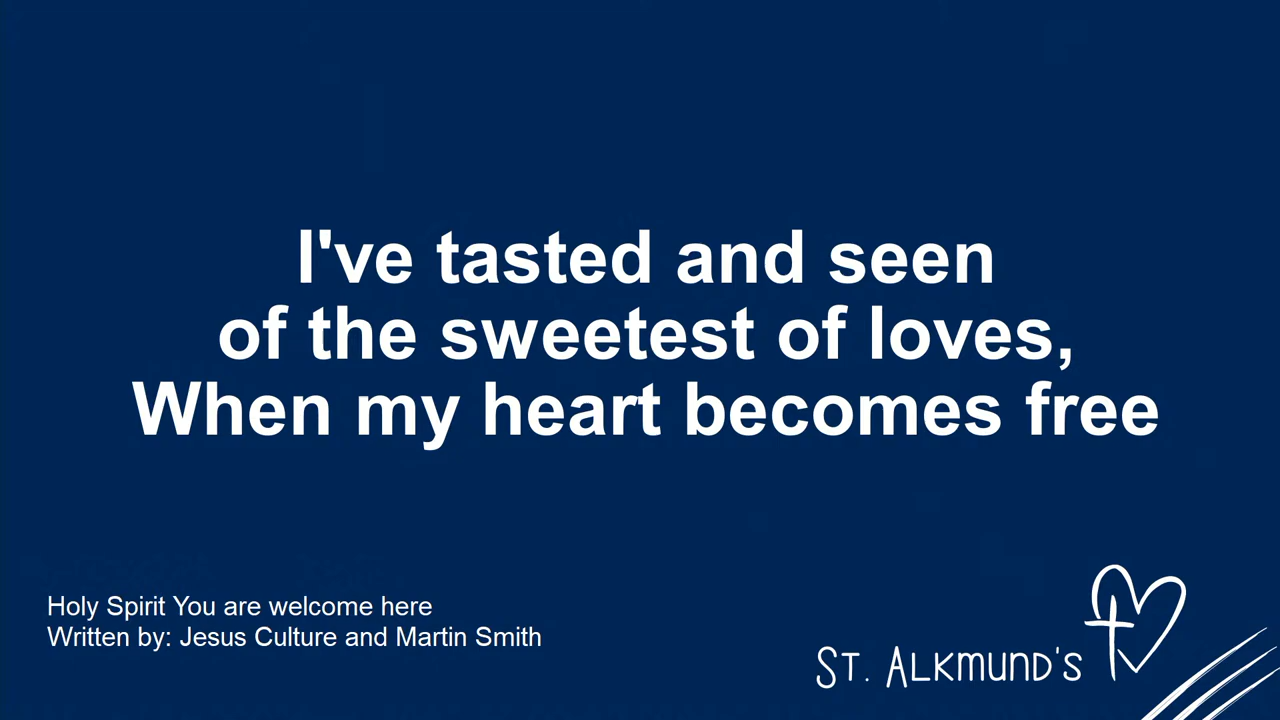 I've tasted and seen
of the sweetest of loves,
When my heart becomes free
Holy Spirit You are welcome here
Written by: Jesus Culture and Martin Smith
ST. ALKMUND'S